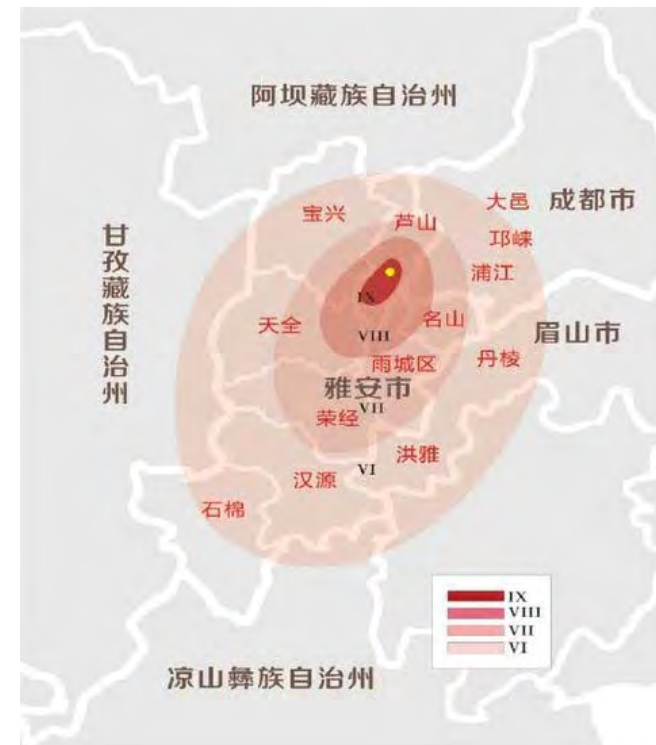 阿坝藏族自治州
大邑
成都市
宝兴
芦山
邛崃
甘孜藏族自治州
浦江
IX
天全
名山
VIII
眉山市
雨城区
丹棱
雅安市
VII
荣经
洪雅
VI
汉源
石棉
IX
VIII
VII
VI
凉山彝族自治州